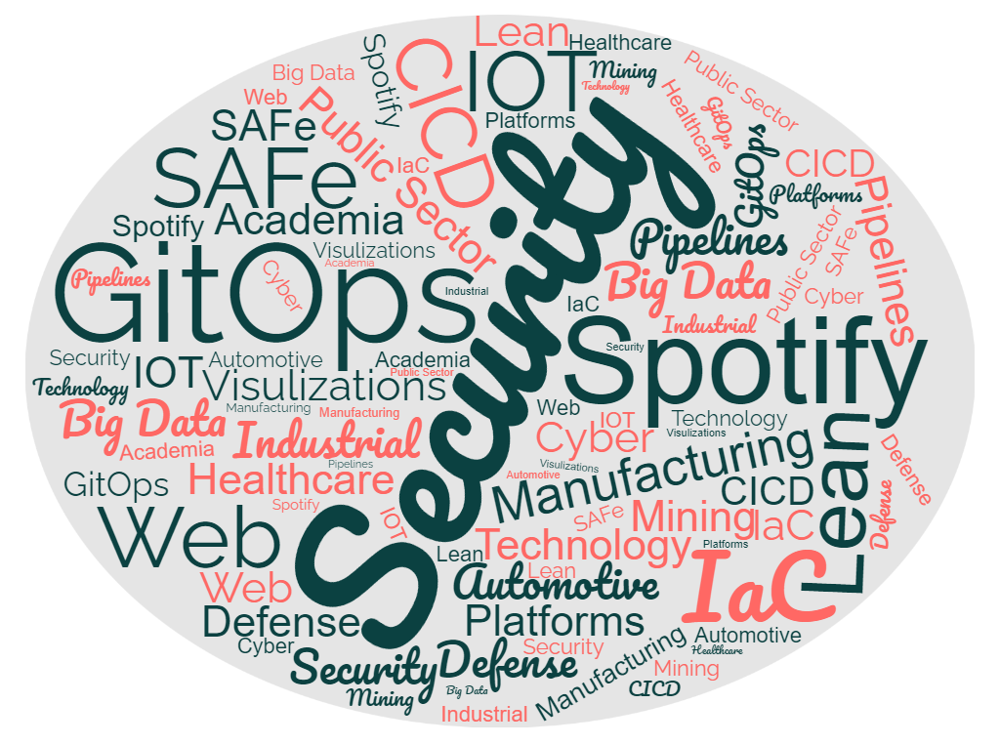 Lean
Healthcare
Spotify
CICD
IOT
Mining
Technology
Public Sector
Big Data
Web
Public Sector
Healthcare
GitOps
SAFe
Platforms
GitOps
SAFe
IaC
CICD
Security
Platforms
Pipelines
Spotify
Academia
Pipelines
Public Sector
SAFe
Visulizations
Academia
GitOps
Pipelines
Cyber
Industrial
Big Data
Cyber
IaC
Industrial
Spotify
Security
Security
IOT
Automotive
Academia
Public Sector
Technology
Visulizations
Big Data
Manufacturing
Manufacturing
Web
IOT
Technology
Visulizations
Industrial
Cyber
Academia
Pipelines
Visulizations
Automotive
Manufacturing
Lean
Defense
GitOps
Healthcare
CICD
Defense
Spotify
Web
IOT
SAFe
Mining
IaC
Technology
Platforms
Lean
Lean
IaC
Web
Automotive
Defense
Platforms
Cyber
Security
Automotive
Manufacturing
Healthcare
Security
Defense
Mining
Mining
Big Data
CICD
Industrial